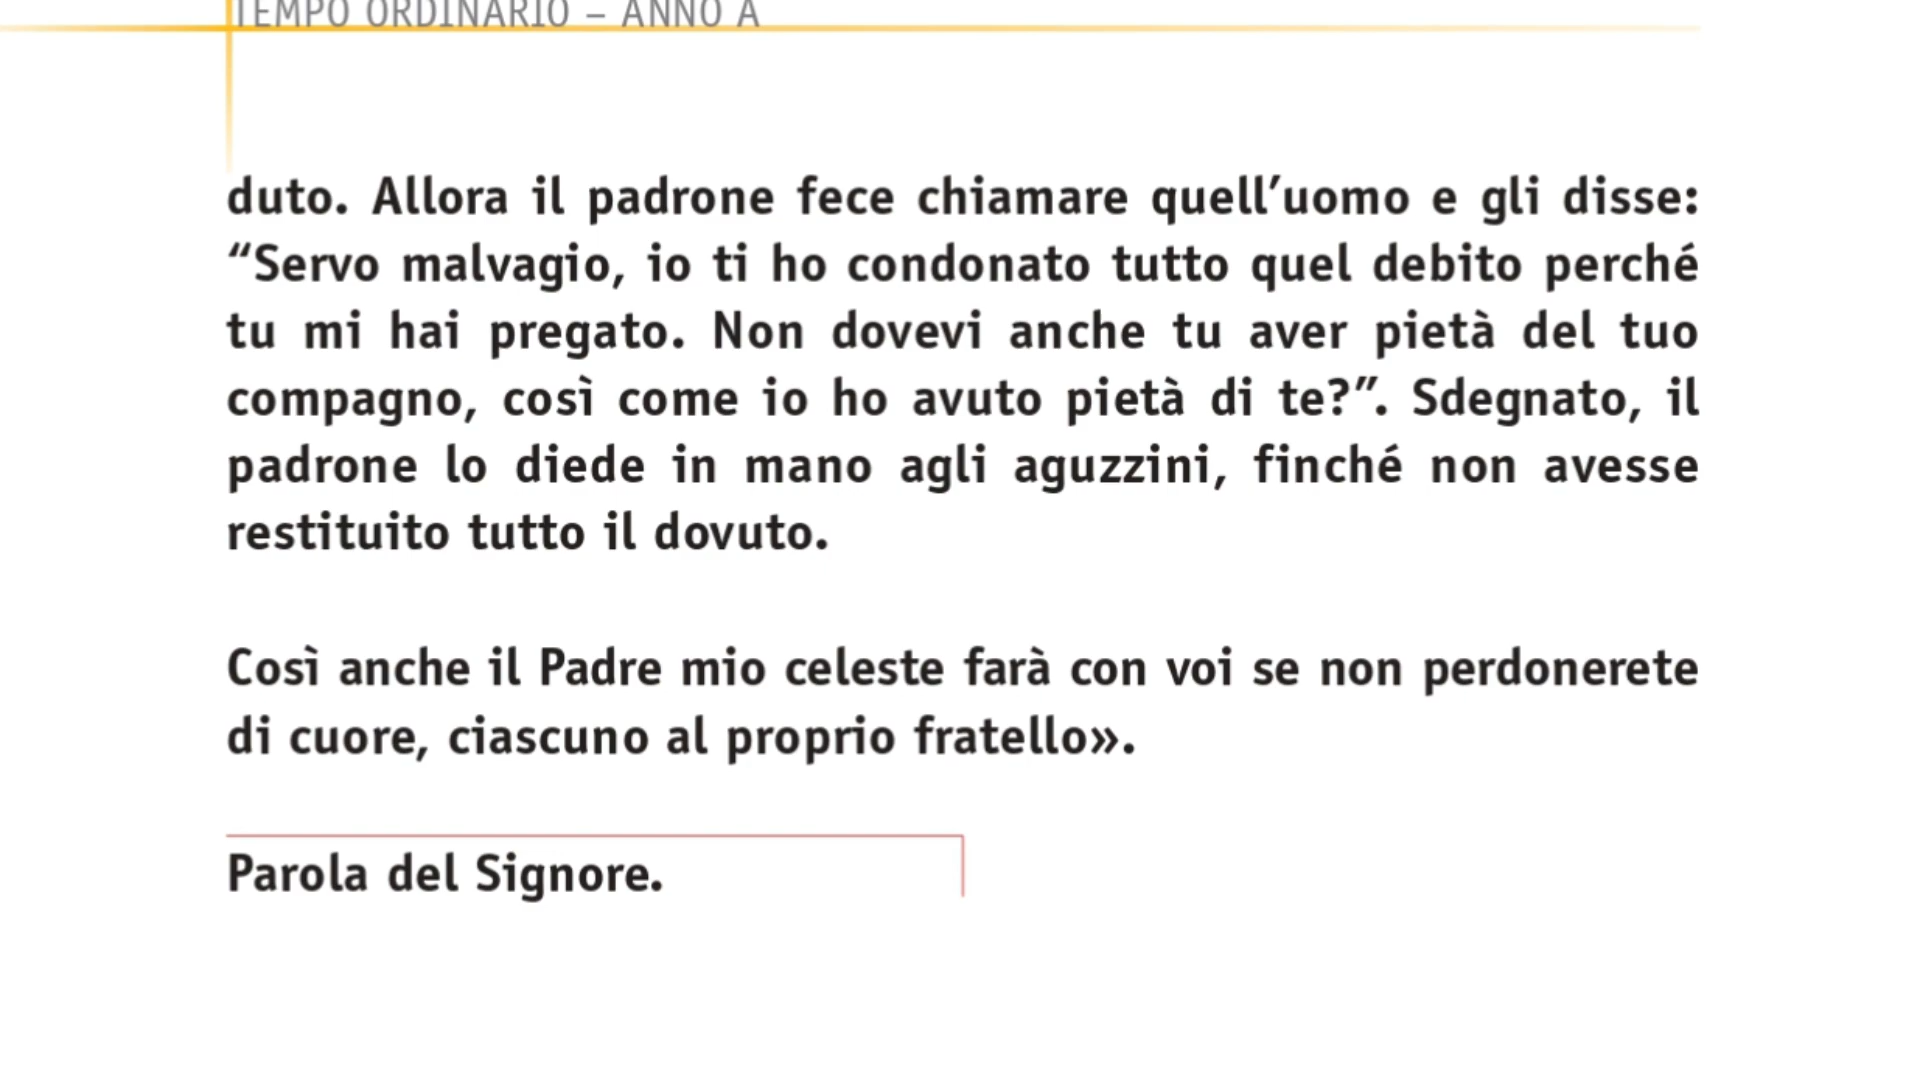 TEMPO ORDINARIO – ANNO A
duto. Allora il padrone fece chiamare quell’uomo e gli disse:
“Servo malvagio, io ti ho condonato tutto quel debito perché
tu mi hai pregato. Non dovevi anche tu aver pietà del tuo
compagno, così come io ho avuto pietà di te?”. Sdegnato, il
padrone lo diede in mano agli aguzzini, finché non avesse
restituito tutto il dovuto.
Così anche il Padre mio celeste farà con voi se non perdonerete
di cuore, ciascuno al proprio fratello».
Parola del Signore.